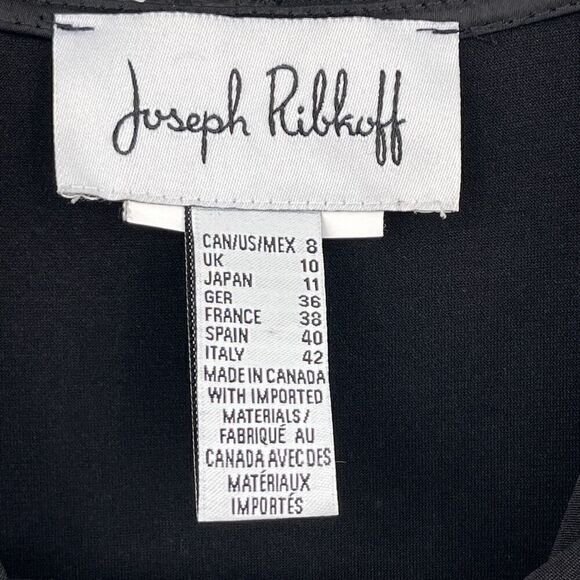 Joseph Ribkoff
CAN/US/MEX 8
UK 10
JAPAN 11
GER 36
FRANCE 38
SPAIN 40
ITALY 42
MADE IN CANADA
WITH IMPORTED
MATERIALS/
FABRIQUÉ AU
CANADA AVEC DES
MATÉRIAUX
IMPORTÉS